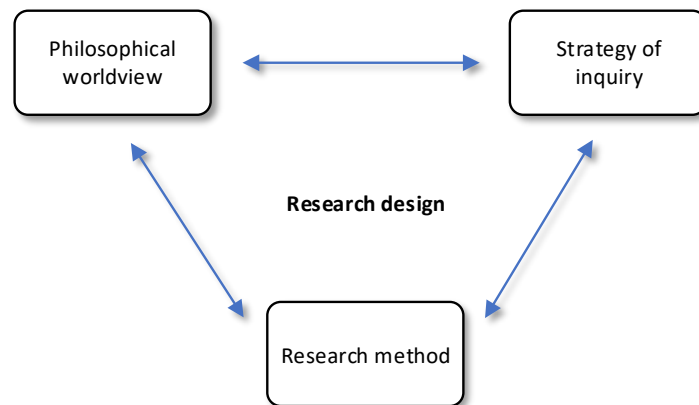 Philosophical
worldview
Strategy of
inquiry
Research design
Research method